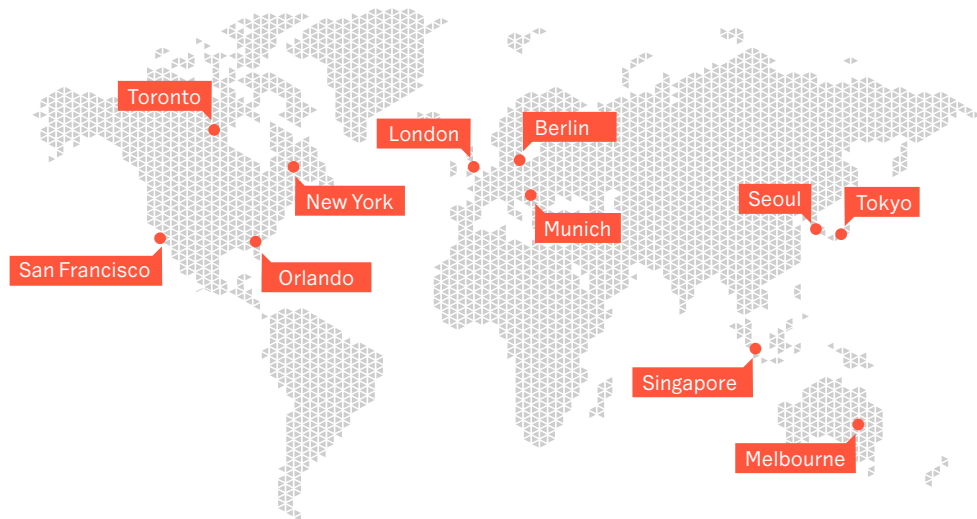 Toronto
London
Berlin
New York
Seoul
Tokyo
Munich
San Francisco
Orlando
Singapore
Melbourne